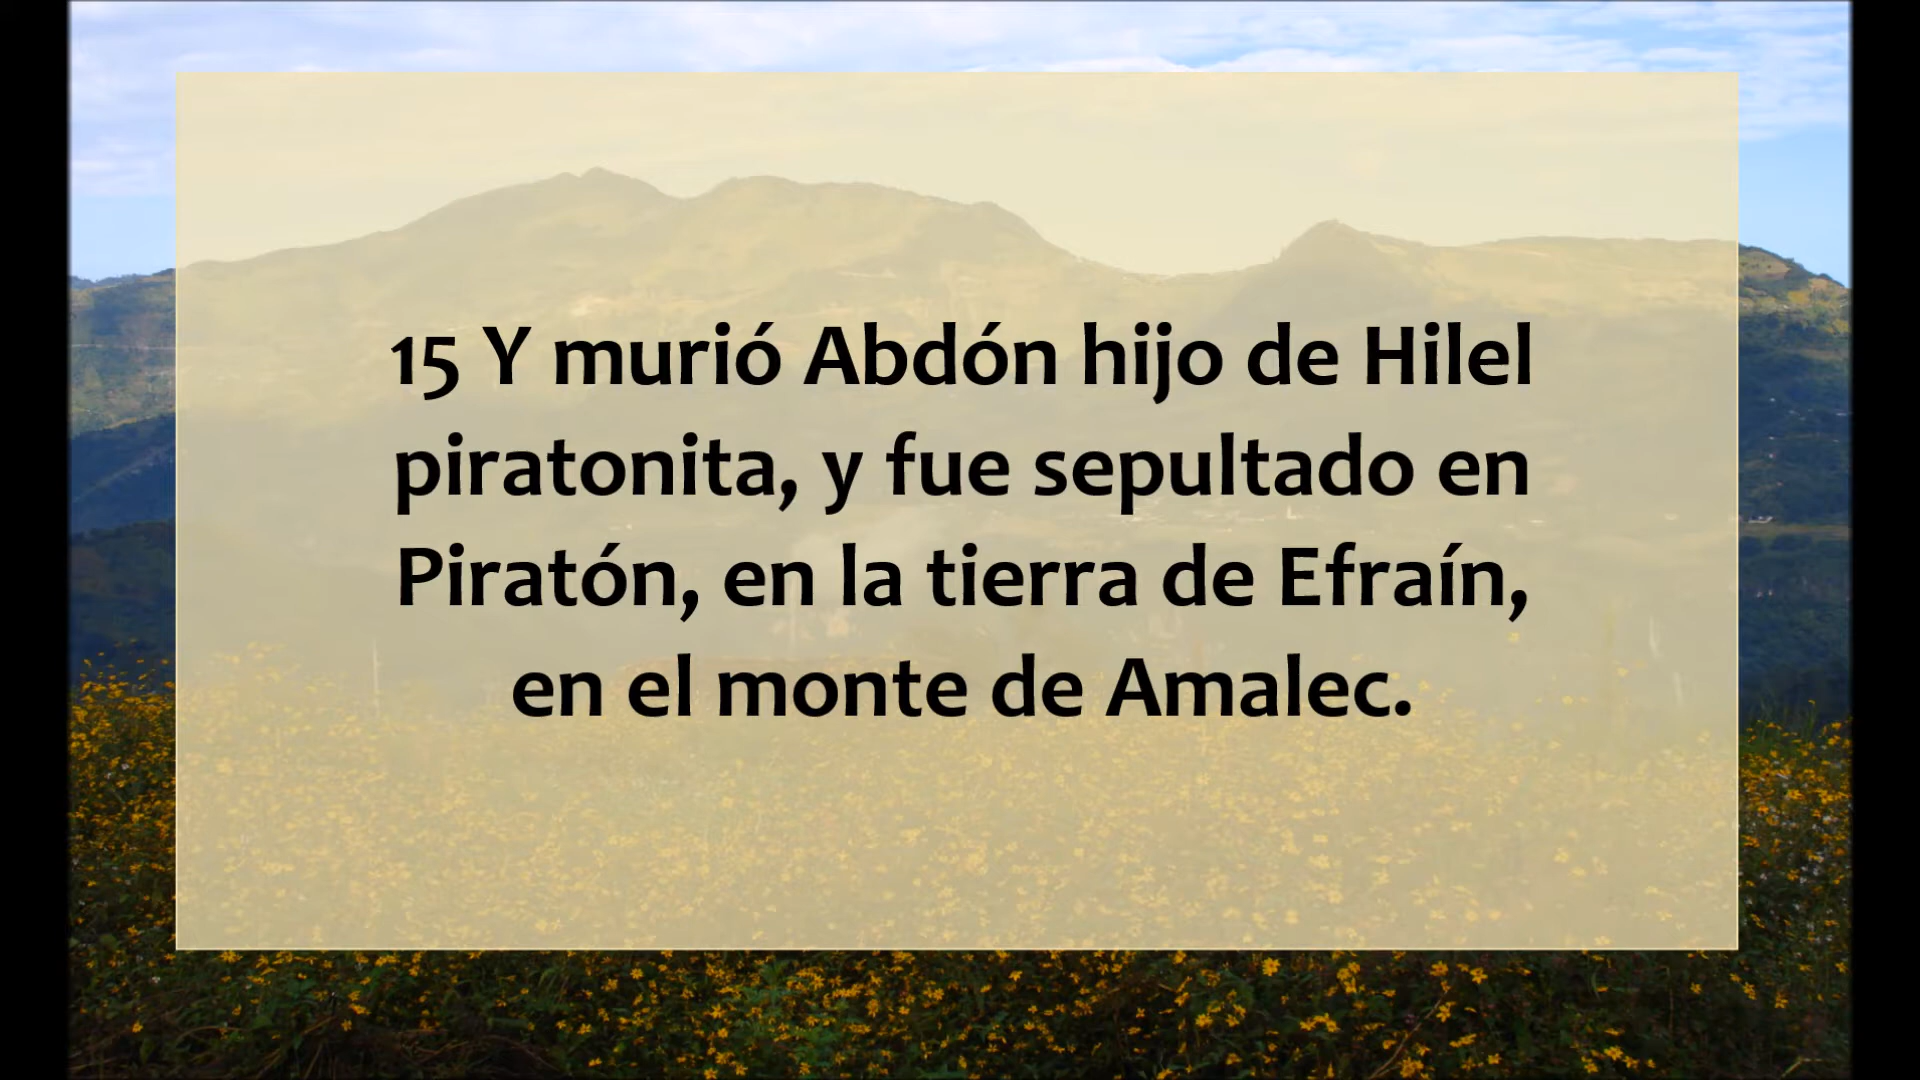 15 Y murió Abdón hijo de Hilel
piratonita, y fue sepultado en
Piratón, en la tierra de Efraín,
en el monte de Amalec.